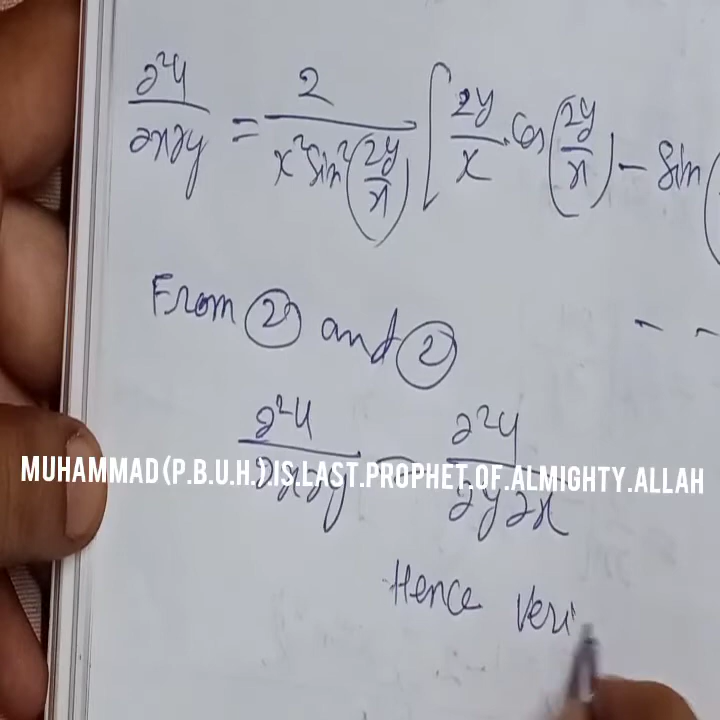 ∂²u/∂x∂y = 2/(x² sin²(2y/x)) [2y/x cos(2y/x) - Sin(
From ② and ②
- -
∂²u/∂x∂y = ∂²u/∂y∂x
MUHAMMAD(P.B.U.H.).IS.LAST.PROPHET.OF.ALMIGHTY.ALLAH
Hence Veri